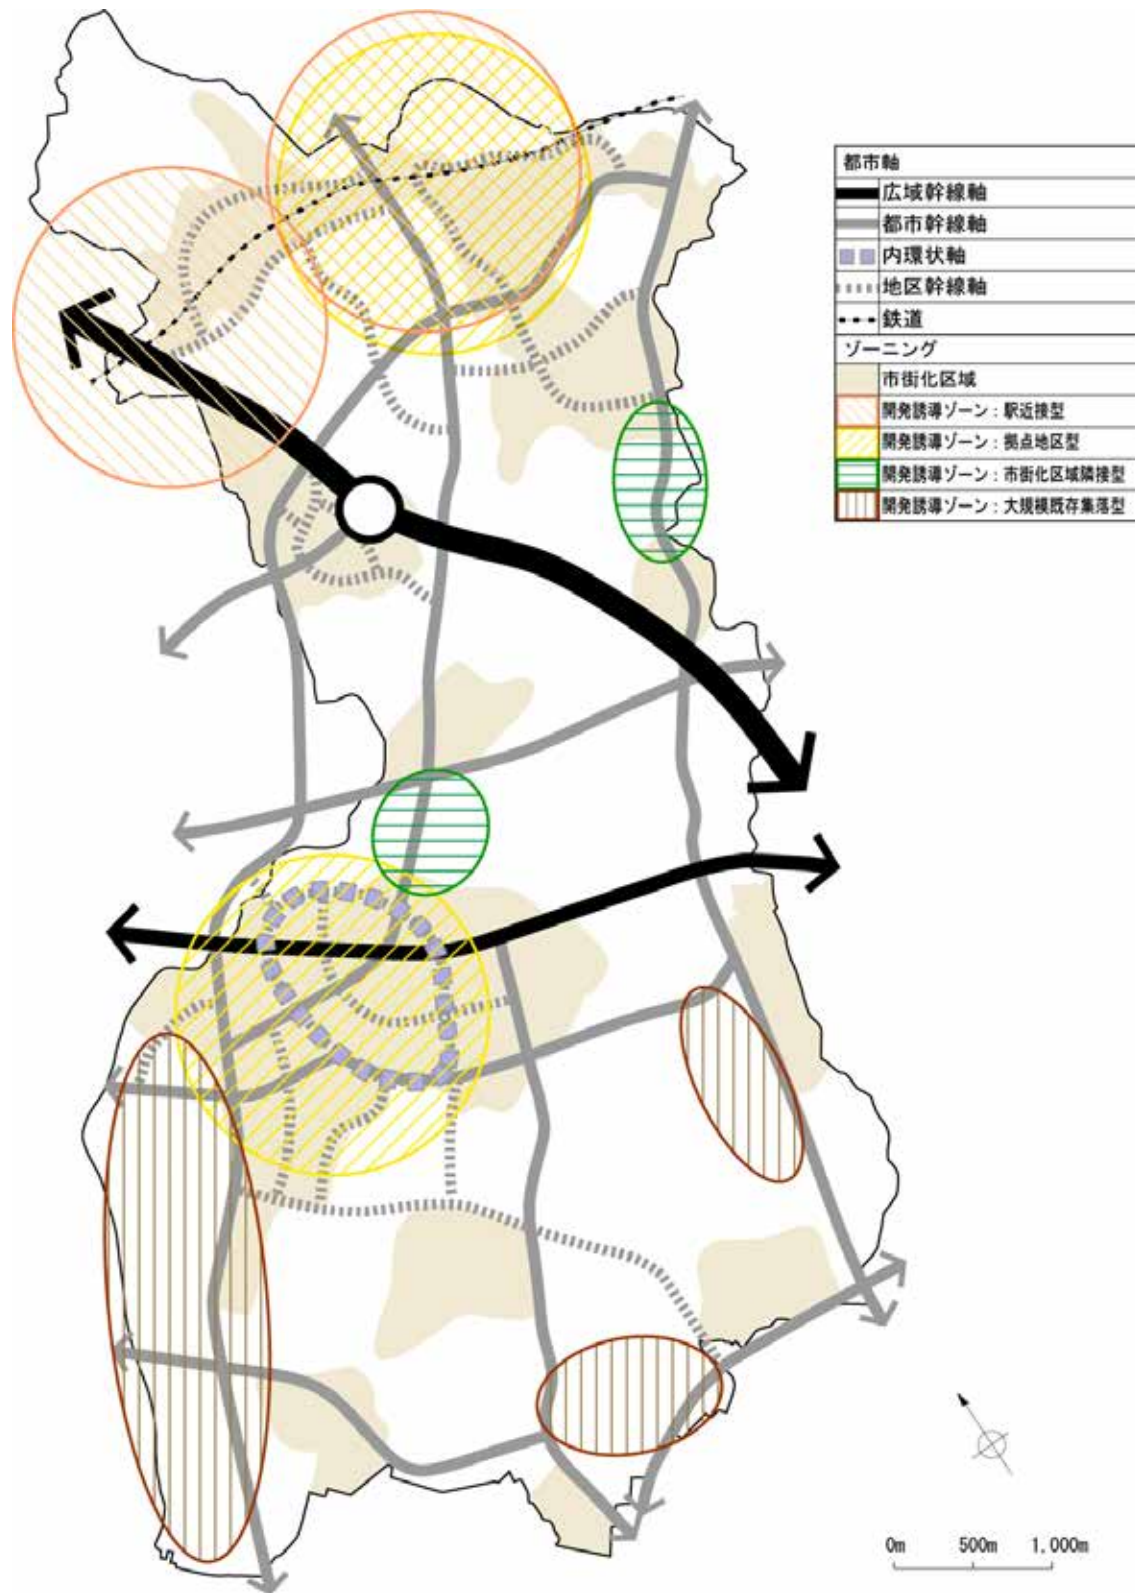 都市軸
広域幹線軸
都市幹線軸
内環状軸
地区幹線軸
鉄道
ゾーニング
市街化区域
開発誘導ゾーン：駅近接型
開発誘導ゾーン：拠点地区型
開発誘導ゾーン：市街化区域隣接型
開発誘導ゾーン：大規模既存集落型
0m 500m 1,000m